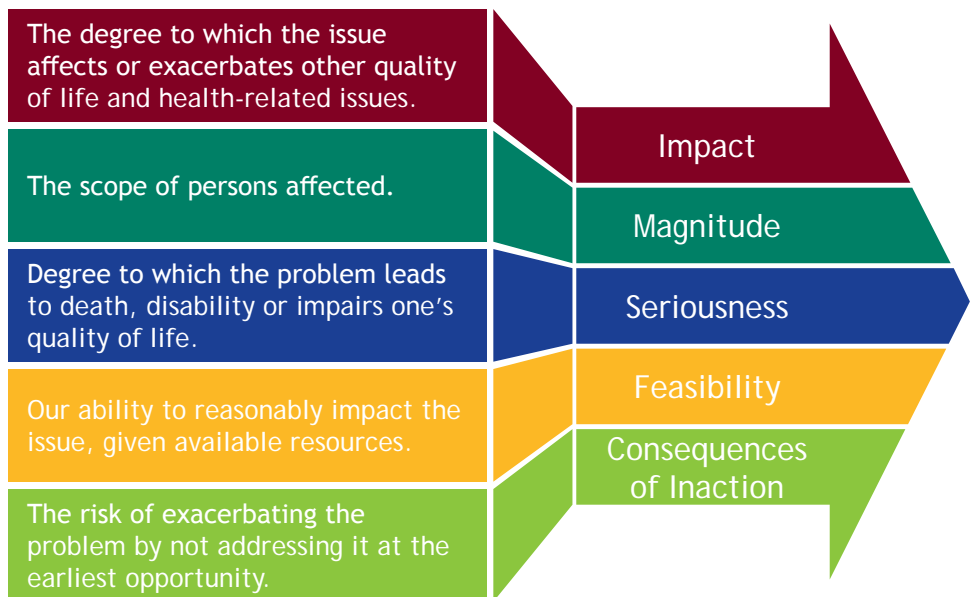 The degree to which the issue
affects or exacerbates other quality
of life and health-related issues.
Impact
The scope of persons affected.
Magnitude
Degree to which the problem leads
to death, disability or impairs one's
quality of life.
Seriousness
Our ability to reasonably impact the
issue, given available resources.
Feasibility
The risk of exacerbating the
problem by not addressing it at the
earliest opportunity.
Consequences
of Inaction